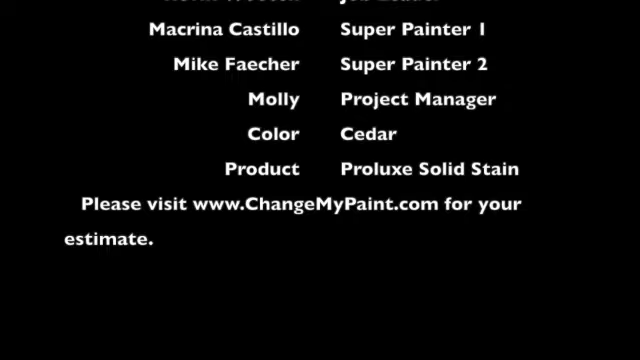 Macrina Castillo Super Painter 1
Mike Faecher Super Painter 2
Molly Project Manager
Color Cedar
Product Proluxe Solid Stain
Please visit www.ChangeMyPaint.com for your
estimate.